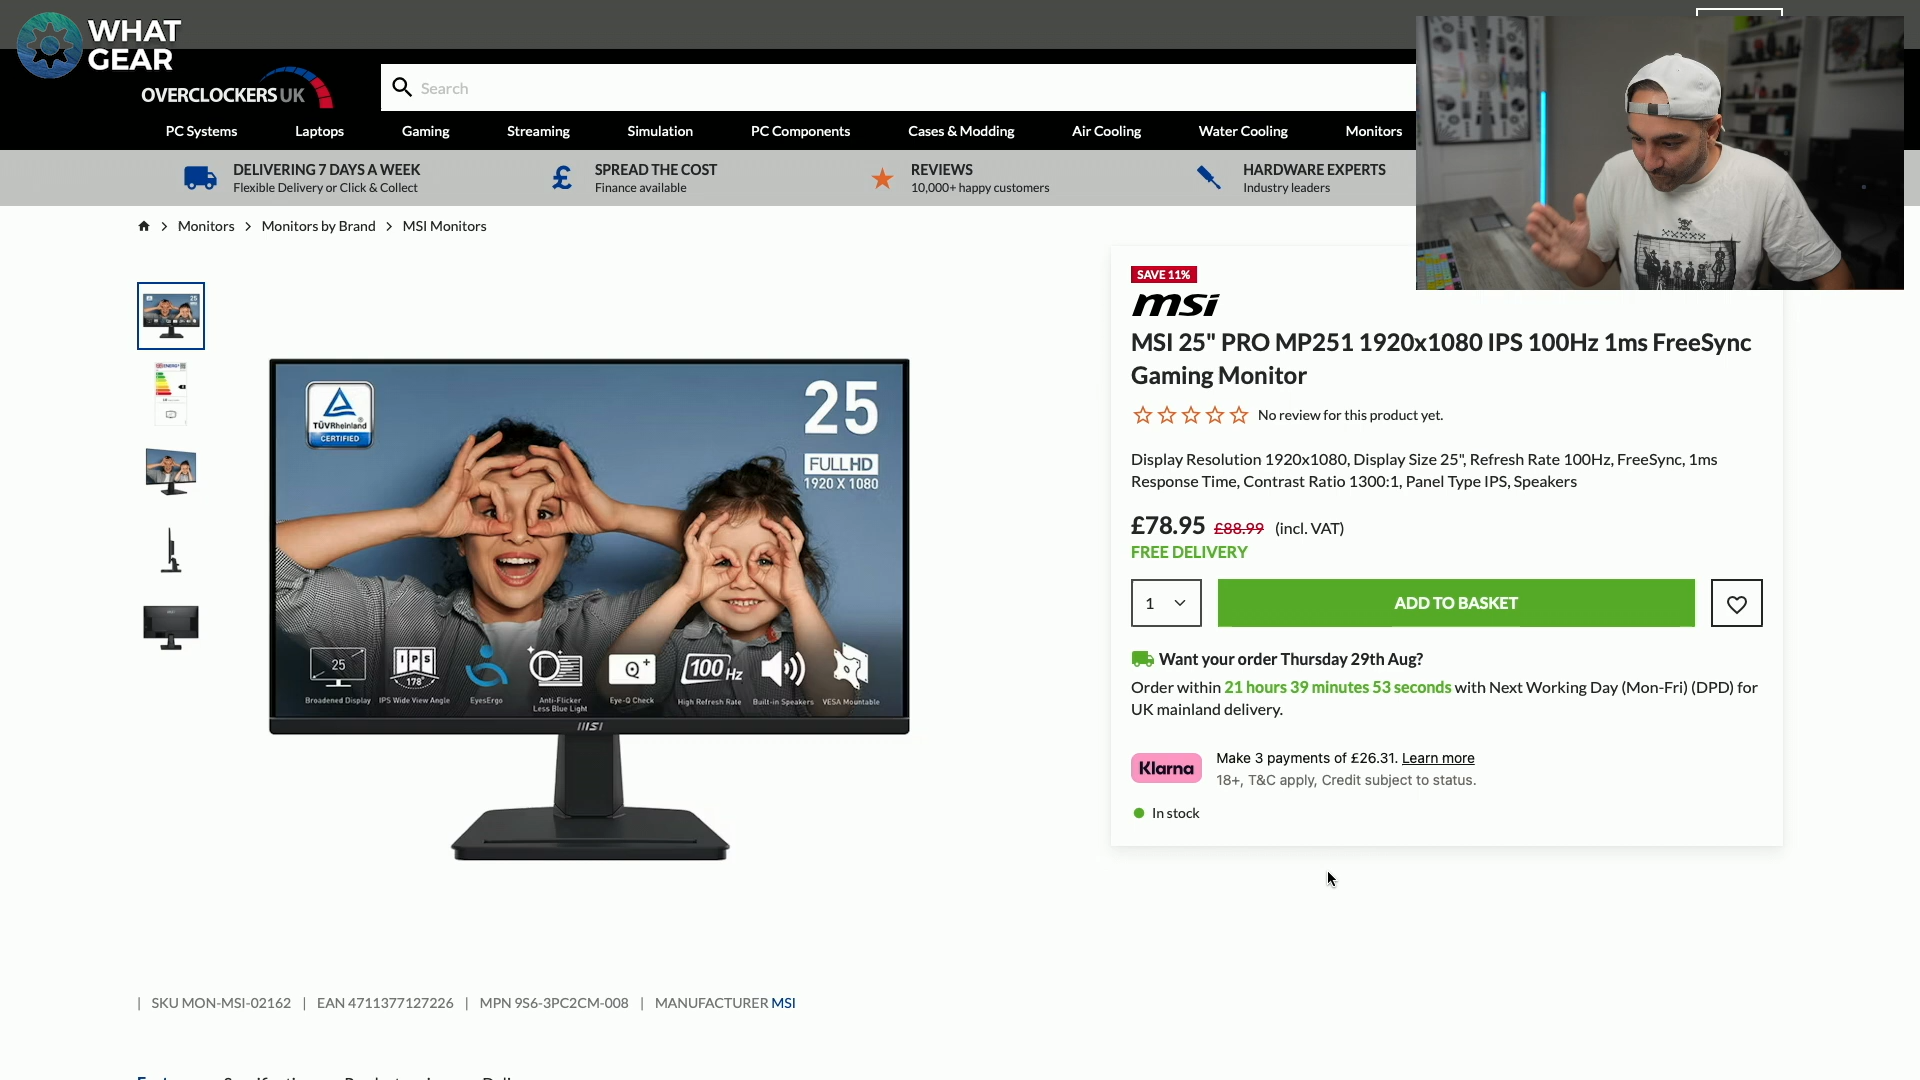 WHAT
GEAR
OVERCLOCKERS UK
Search
PC Systems
Laptops
Gaming
Streaming
Simulation
PC Components
Cases & Modding
Air Cooling
Water Cooling
Monitors
DELIVERING 7 DAYS A WEEK
Flexible Delivery or Click & Collect
£
SPREAD THE COST
Finance available
REVIEWS
10,000+ happy customers
HARDWARE EXPERTS
Industry leaders
Monitors
Monitors by Brand
MSI Monitors
TÜVRheinland
CERTIFIED
25
FULL HD
1920 X 1080
25
Broadened Display
IPS
178°
IPS Wide View Angle
EyesErgo
Anti-Flicker
Less Blue Light
Q+
Eye-Q Check
100Hz
High Refresh Rate
Built-in Speakers
VESA Mountable
msi
SAVE 11%
msi
MSI 25" PRO MP251 1920x1080 IPS 100Hz 1ms FreeSync
Gaming Monitor
No review for this product yet.
Display Resolution 1920x1080, Display Size 25", Refresh Rate 100Hz, FreeSync, 1ms
Response Time, Contrast Ratio 1300:1, Panel Type IPS, Speakers
£78.95 £88.99 (incl. VAT)
FREE DELIVERY
1
ADD TO BASKET
Want your order Thursday 29th Aug?
Order within 21 hours 39 minutes 53 seconds with Next Working Day (Mon-Fri) (DPD) for
UK mainland delivery.
Klarna
Make 3 payments of £26.31. Learn more
18+, T&C apply, Credit subject to status.
In stock
| SKU MON-MSI-02162 | EAN 4711377127226 | MPN 9S6-3PC2CM-008 | MANUFACTURER MSI